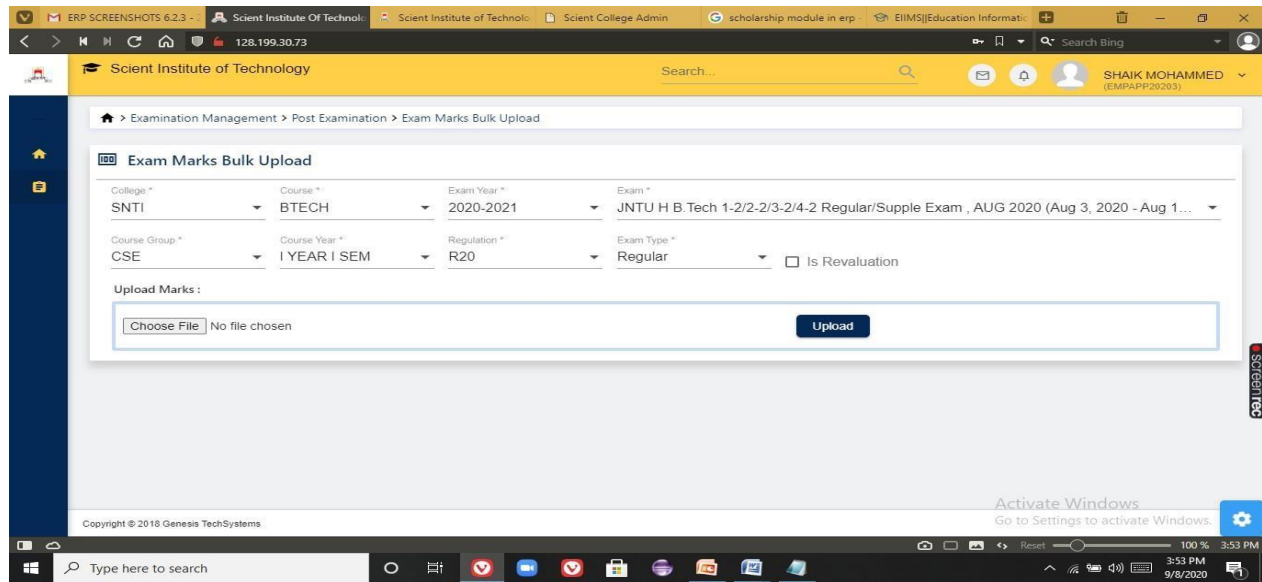 ERP SCREENSHOTS 6.2.3 - Scient Institute Of Technolo Scient Institute of Technolo Scient College Admin scholarship module in erp - EIIMS||Education Informatic
128.199.30.73 Search Bing
Scient Institute of Technology Search... SHAIK MOHAMMED
(EMPAPP20203)
> Examination Management > Post Examination > Exam Marks Bulk Upload
Exam Marks Bulk Upload
College * Course * Exam Year * Exam *
SNTI BTECH 2020-2021 JNTU H B.Tech 1-2/2-2/3-2/4-2 Regular/Supple Exam , AUG 2020 (Aug 3, 2020 - Aug 1...
Course Group * Course Year * Regulation * Exam Type *
CSE I YEAR I SEM R20 Regular Is Revaluation
Upload Marks :
Choose File No file chosen Upload
screenrec
Activate Windows
Go to Settings to activate Windows.
Copyright © 2018 Genesis TechSystems
Reset 100 % 3:53 PM
Type here to search 3:53 PM
9/8/2020